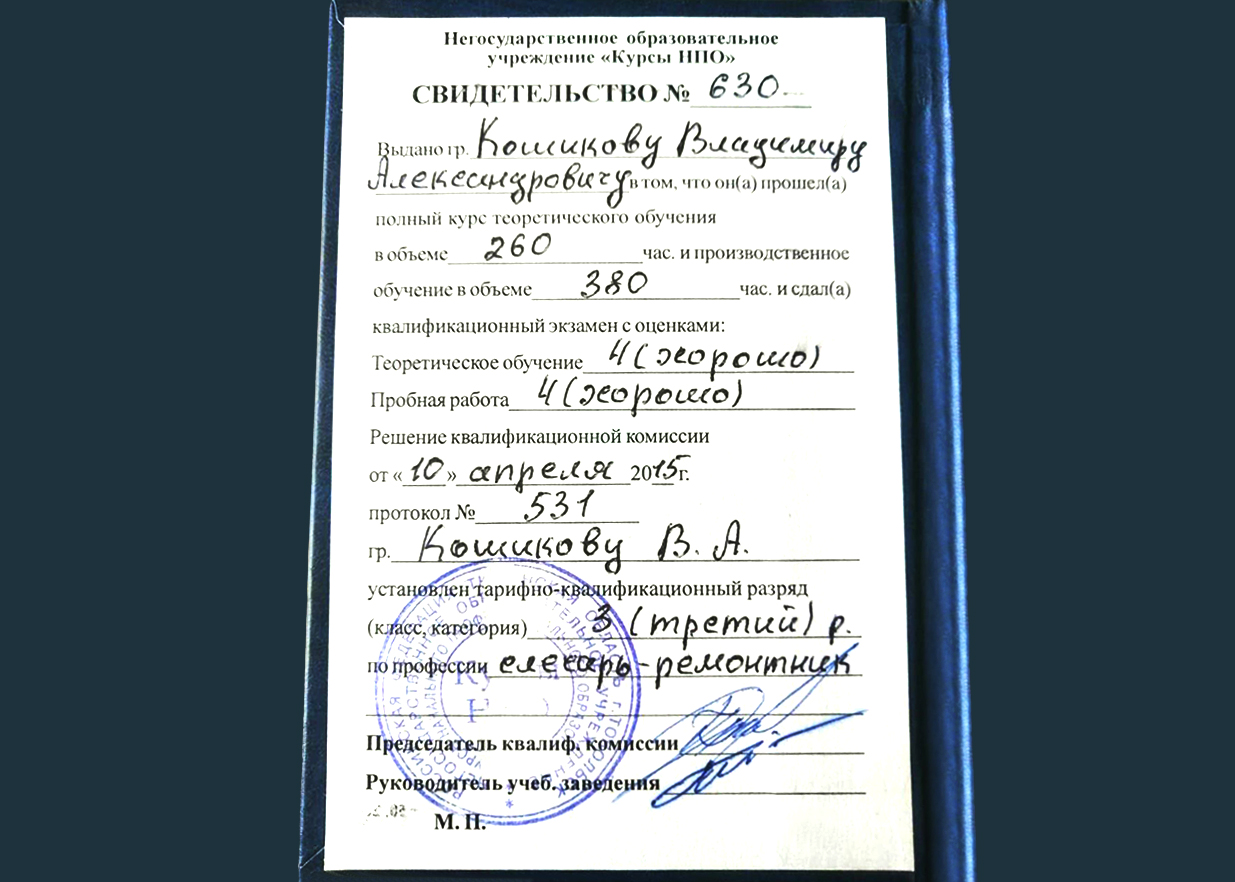 Негосударственное образовательное
учреждение «Курсы НПО»
СВИДЕТЕЛЬСТВО № 630
Выдано гр. Кошикову Владимиру
Александровичу в том, что он(а) прошел(а)
полный курс теоретического обучения
в объеме 260 час. и производственное
обучение в объеме 380 час. и сдал(а)
квалификационный экзамен с оценками:
Теоретическое обучение 4 (хорошо)
Пробная работа 4 (хорошо)
Решение квалификационной комиссии
от «10» апреля 2015г.
протокол № 531
гр. Кошикову В. А.
установлен тарифно-квалификационный разряд
(класс, категория) 3 (третий) р.
по профессии слесарь-ремонтник
Председатель квалиф. комиссии
Руководитель учеб. заведения
М. П.